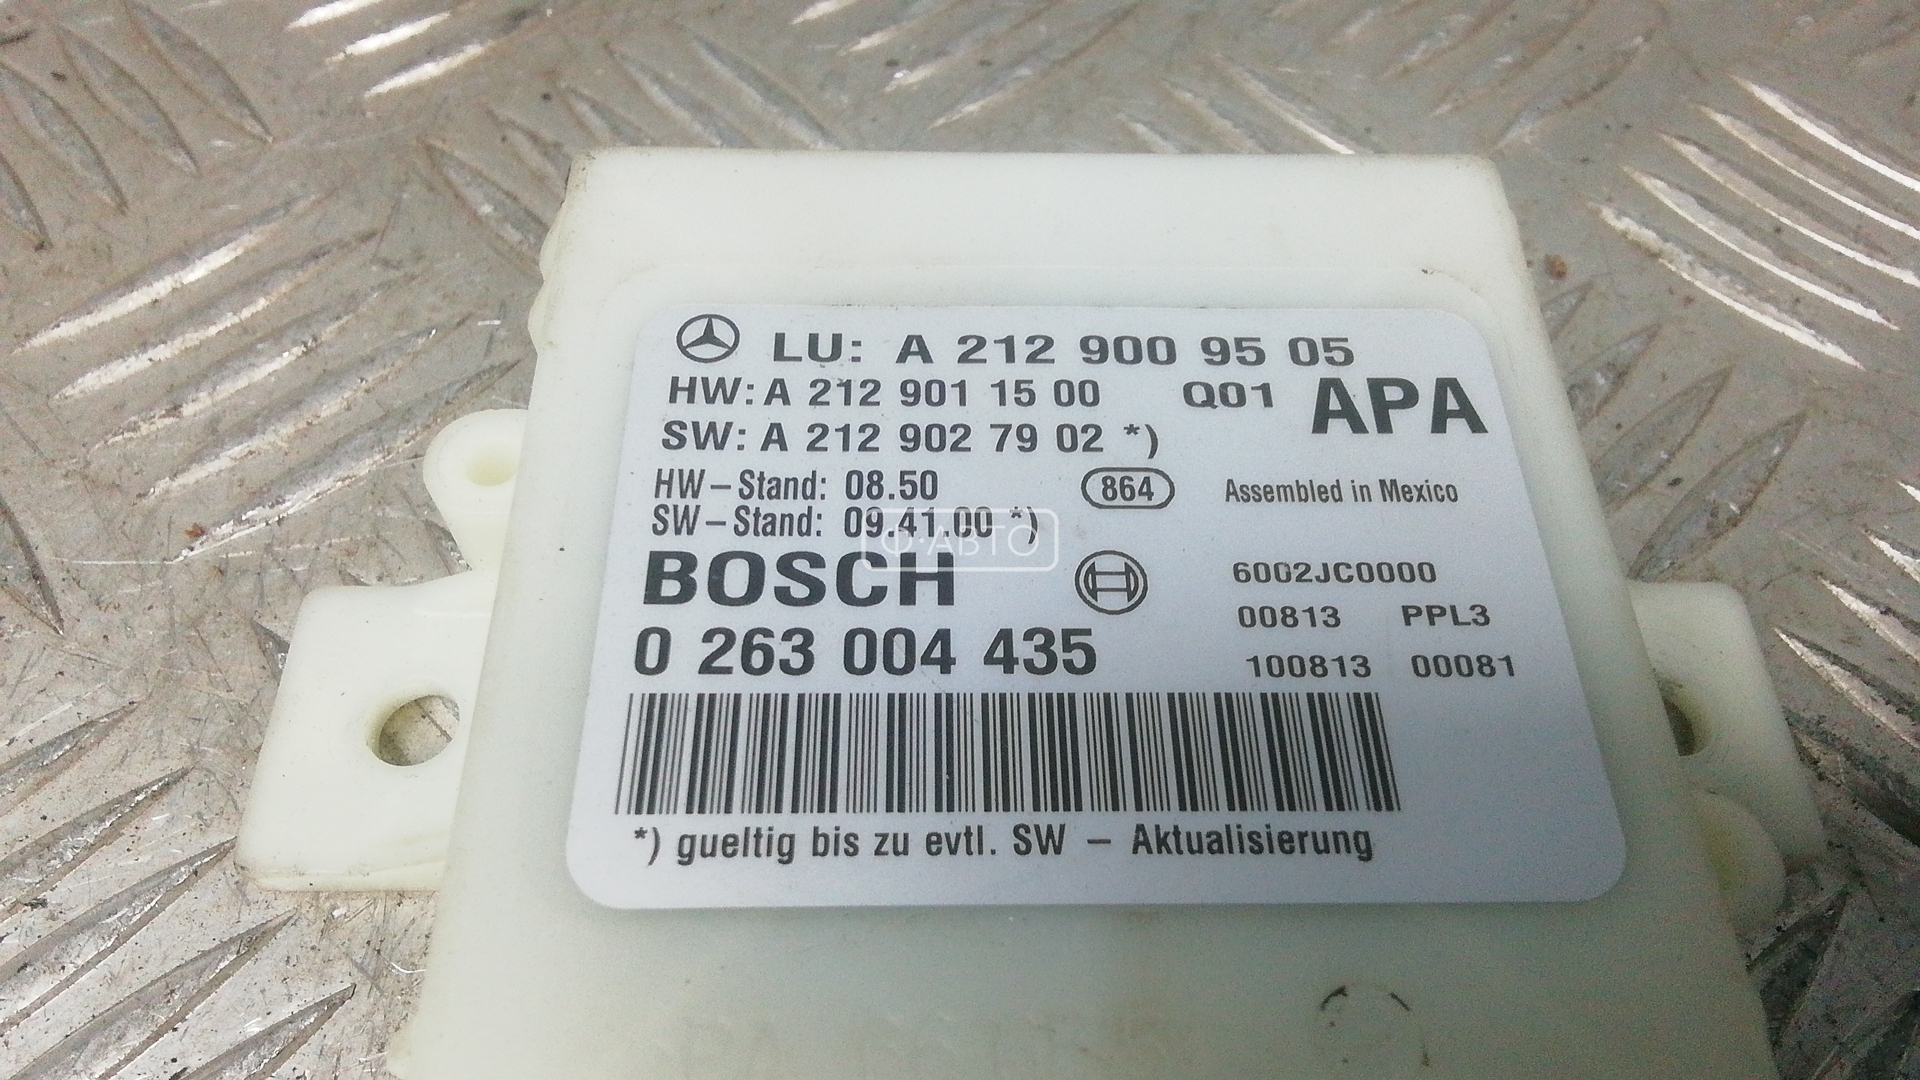 LU: A 212 900 95 05
HW: A 212 901 15 00 Q01 APA
SW: A 212 902 79 02 *)
HW – Stand: 08.50 864 Assembled in Mexico
SW – Stand: 09.41.00 *)
Ф·АВТО
BOSCH 6002JC0000
00813 PPL3
0 263 004 435 100813 00081
*) gueltig bis zu evtl. SW – Aktualisierung